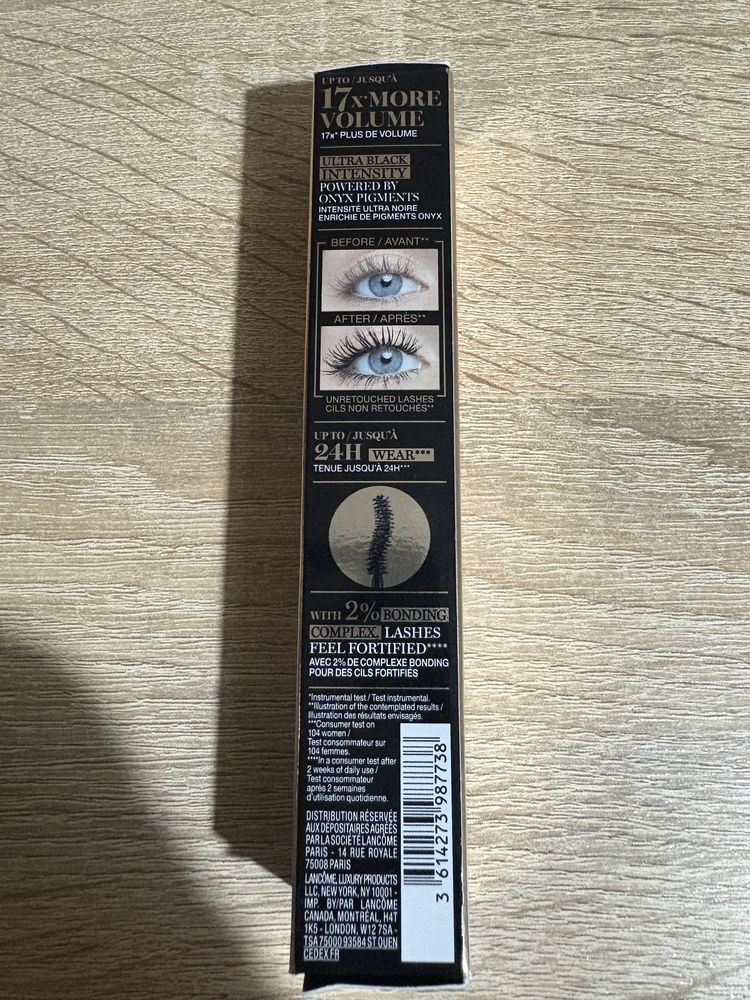 UP TO / JUSQU'À
17x* MORE
VOLUME
17x* PLUS DE VOLUME
ULTRA BLACK
INTENSITY
POWERED BY
ONYX PIGMENTS
INTENSITÉ ULTRA NOIRE
ENRICHIE DE PIGMENTS ONYX
BEFORE / AVANT**
AFTER / APRÈS**
UNRETOUCHED LASHES
CILS NON RETOUCHÉS**
UP TO / JUSQU'À
24H WEAR***
TENUE JUSQU'À 24H***
WITH 2% BONDING
COMPLEX, LASHES
FEEL FORTIFIED****
AVEC 2% DE COMPLEXE BONDING
POUR DES CILS FORTIFIÉS
*Instrumental test / Test instrumental.
**Illustration of the contemplated results /
Illustration des résultats envisagés.
***Consumer test on
104 women /
Test consommateur sur
104 femmes.
****In a consumer test after
2 weeks of daily use /
Test consommateur
après 2 semaines
d'utilisation quotidienne.
DISTRIBUTION RÉSERVÉE
AUX DÉPOSITAIRES AGRÉÉS
PAR LA SOCIÉTÉ LANCÔME
PARIS - 14 RUE ROYALE
75008 PARIS
LANCÔME, LUXURY PRODUCTS
LLC, NEW YORK, NY 10001 -
IMP. BY/PAR LANCÔME
CANADA, MONTRÉAL, H4T
1K5 - LONDON, W12 7SA -
TSA 75000 93584 ST OUEN
CEDEX FR
3 614273 987738